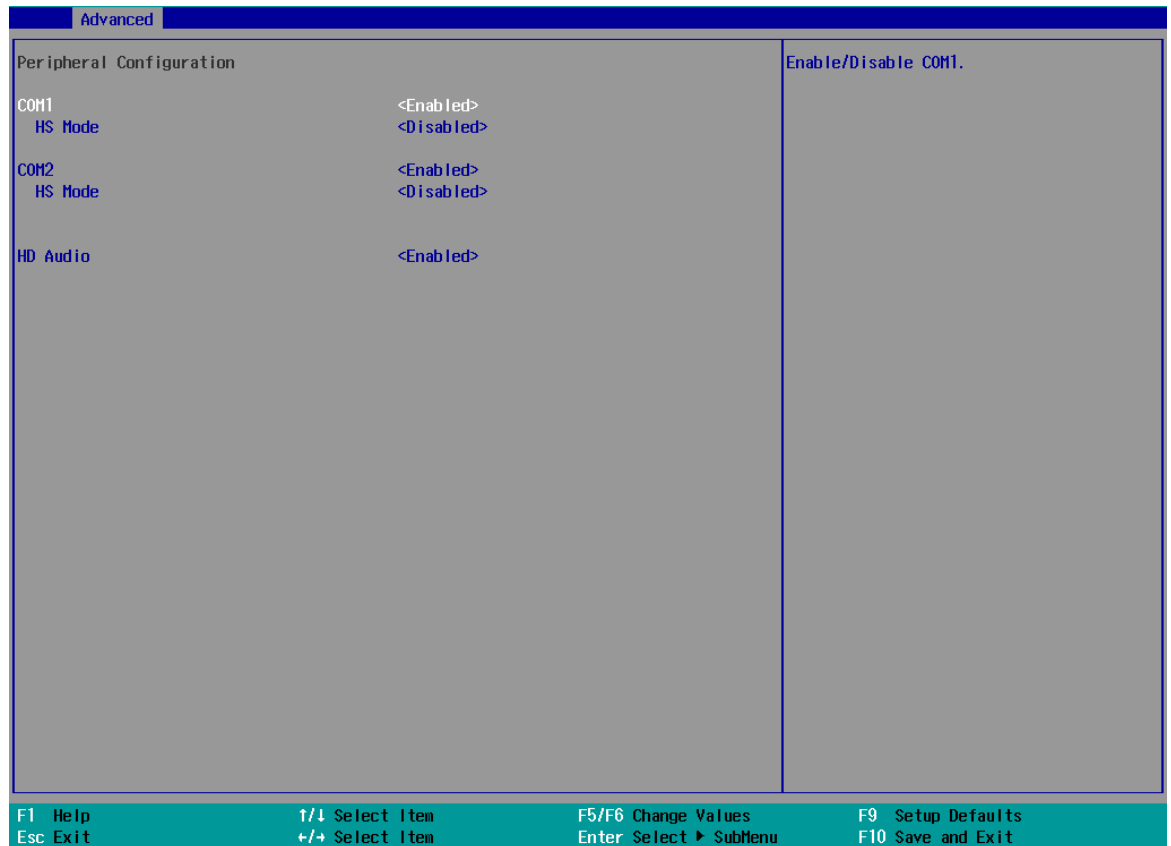 Advanced
Peripheral Configuration
Enable/Disable COM1.
COM1 <Enabled>
HS Mode <Disabled>
COM2 <Enabled>
HS Mode <Disabled>
HD Audio <Enabled>
F1 Help ↑/↓ Select Item F5/F6 Change Values F9 Setup Defaults
Esc Exit ←/→ Select Item Enter Select ▶ SubMenu F10 Save and Exit